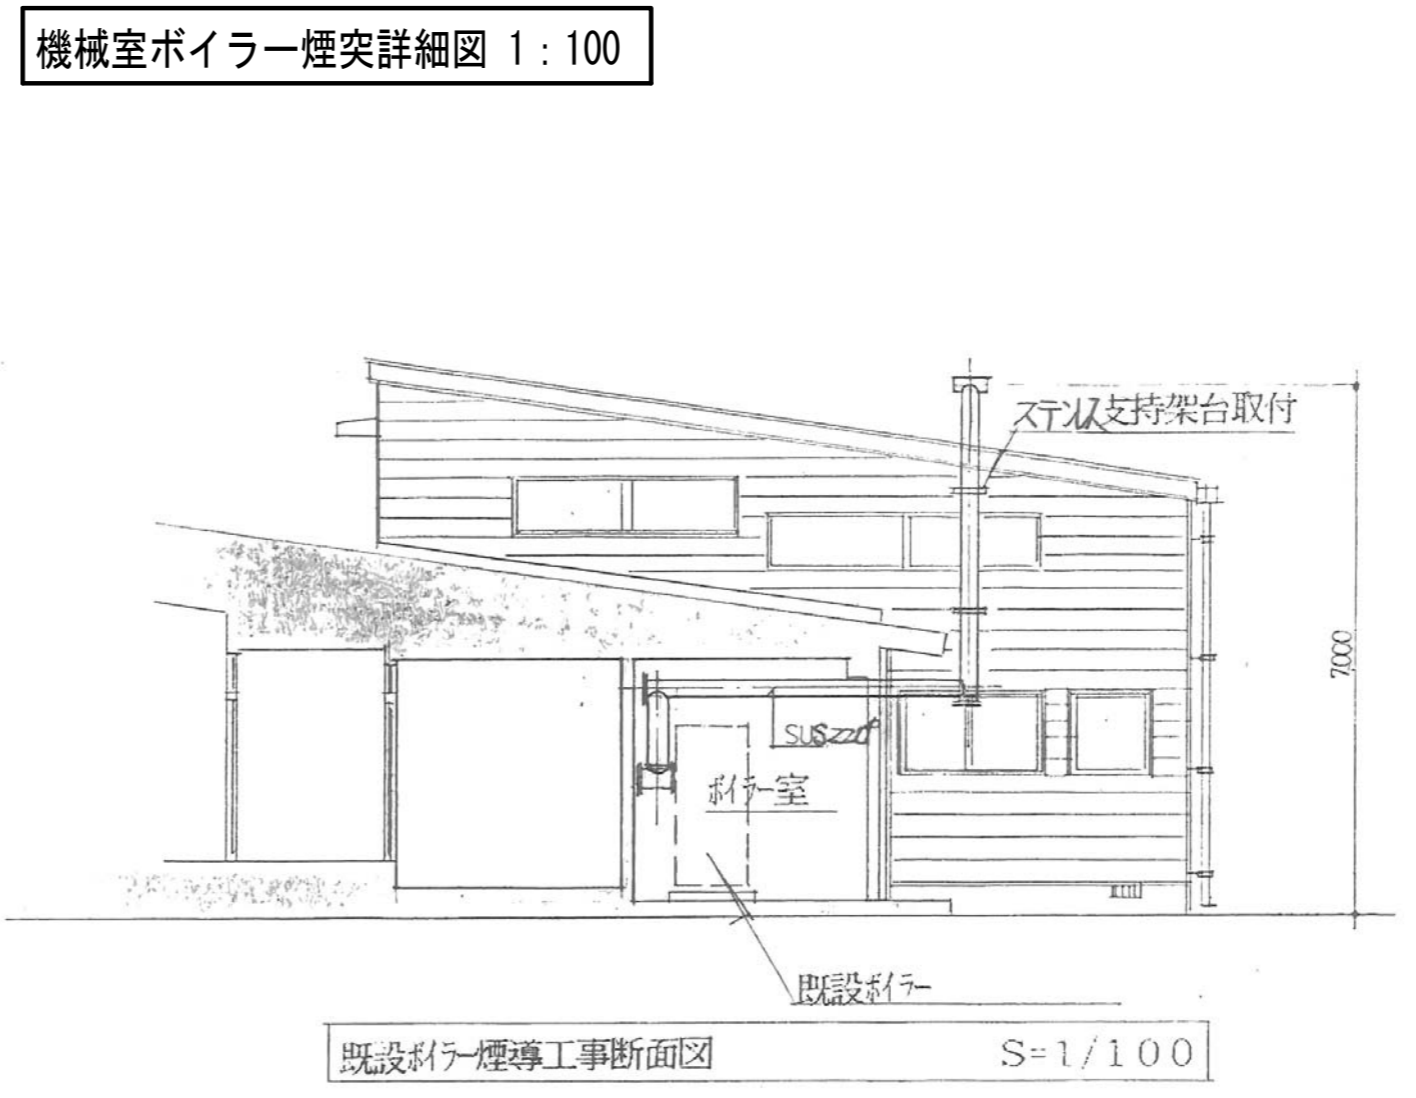 機械室ボイラー煙突詳細図 1:100
ステンレス支持架台取付
7000
SUS220φ
ボイラー室
既設ボイラー
既設ボイラー煙導工事断面図 S=1/100